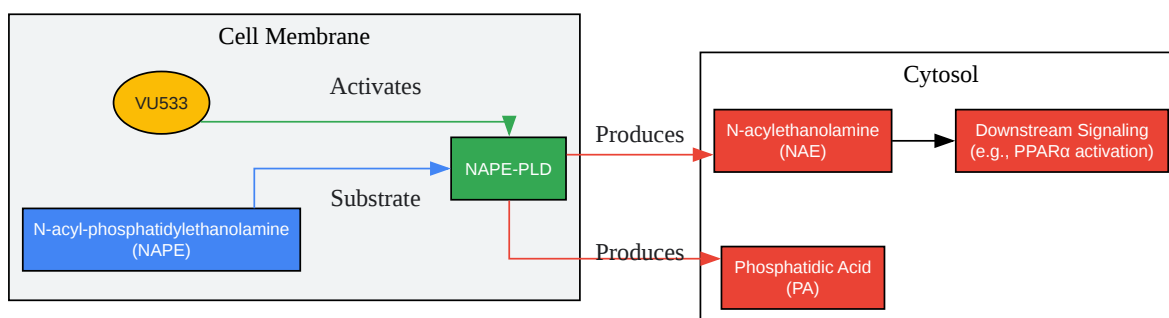 Cell Membrane
VU533
Activates
NAPE-PLD
Substrate
N-acyl-phosphatidylethanolamine
(NAPE)
Produces
Produces
Cytosol
N-acylethanolamine
(NAE)
Downstream Signaling
(e.g., PPARα activation)
Phosphatidic Acid
(PA)